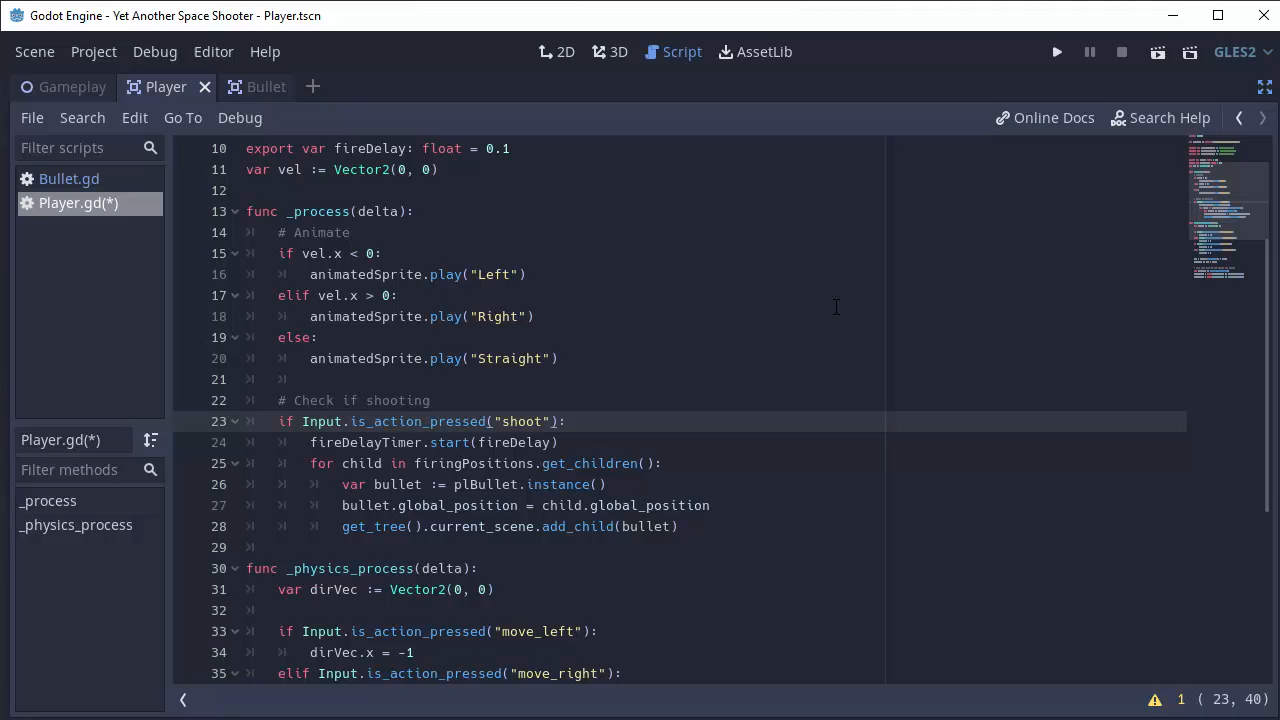 Godot Engine - Yet Another Space Shooter - Player.tscn
Scene Project Debug Editor Help 2D 3D Script AssetLib GLES2
Gameplay Player Bullet
File Search Edit Go To Debug Online Docs Search Help
Filter scripts
Bullet.gd
Player.gd(*)
Player.gd(*)
Filter methods
_process
_physics_process
10 export var fireDelay: float = 0.1
11 var vel := Vector2(0, 0)
12
13 func _process(delta):
14 # Animate
15 if vel.x < 0:
16 animatedSprite.play("Left")
17 elif vel.x > 0:
18 animatedSprite.play("Right")
19 else:
20 animatedSprite.play("Straight")
21
22 # Check if shooting
23 if Input.is_action_pressed("shoot"):
24 fireDelayTimer.start(fireDelay)
25 for child in firingPositions.get_children():
26 var bullet := plBullet.instance()
27 bullet.global_position = child.global_position
28 get_tree().current_scene.add_child(bullet)
29
30 func _physics_process(delta):
31 var dirVec := Vector2(0, 0)
32
33 if Input.is_action_pressed("move_left"):
34 dirVec.x = -1
35 elif Input.is_action_pressed("move_right"):
1 ( 23, 40)